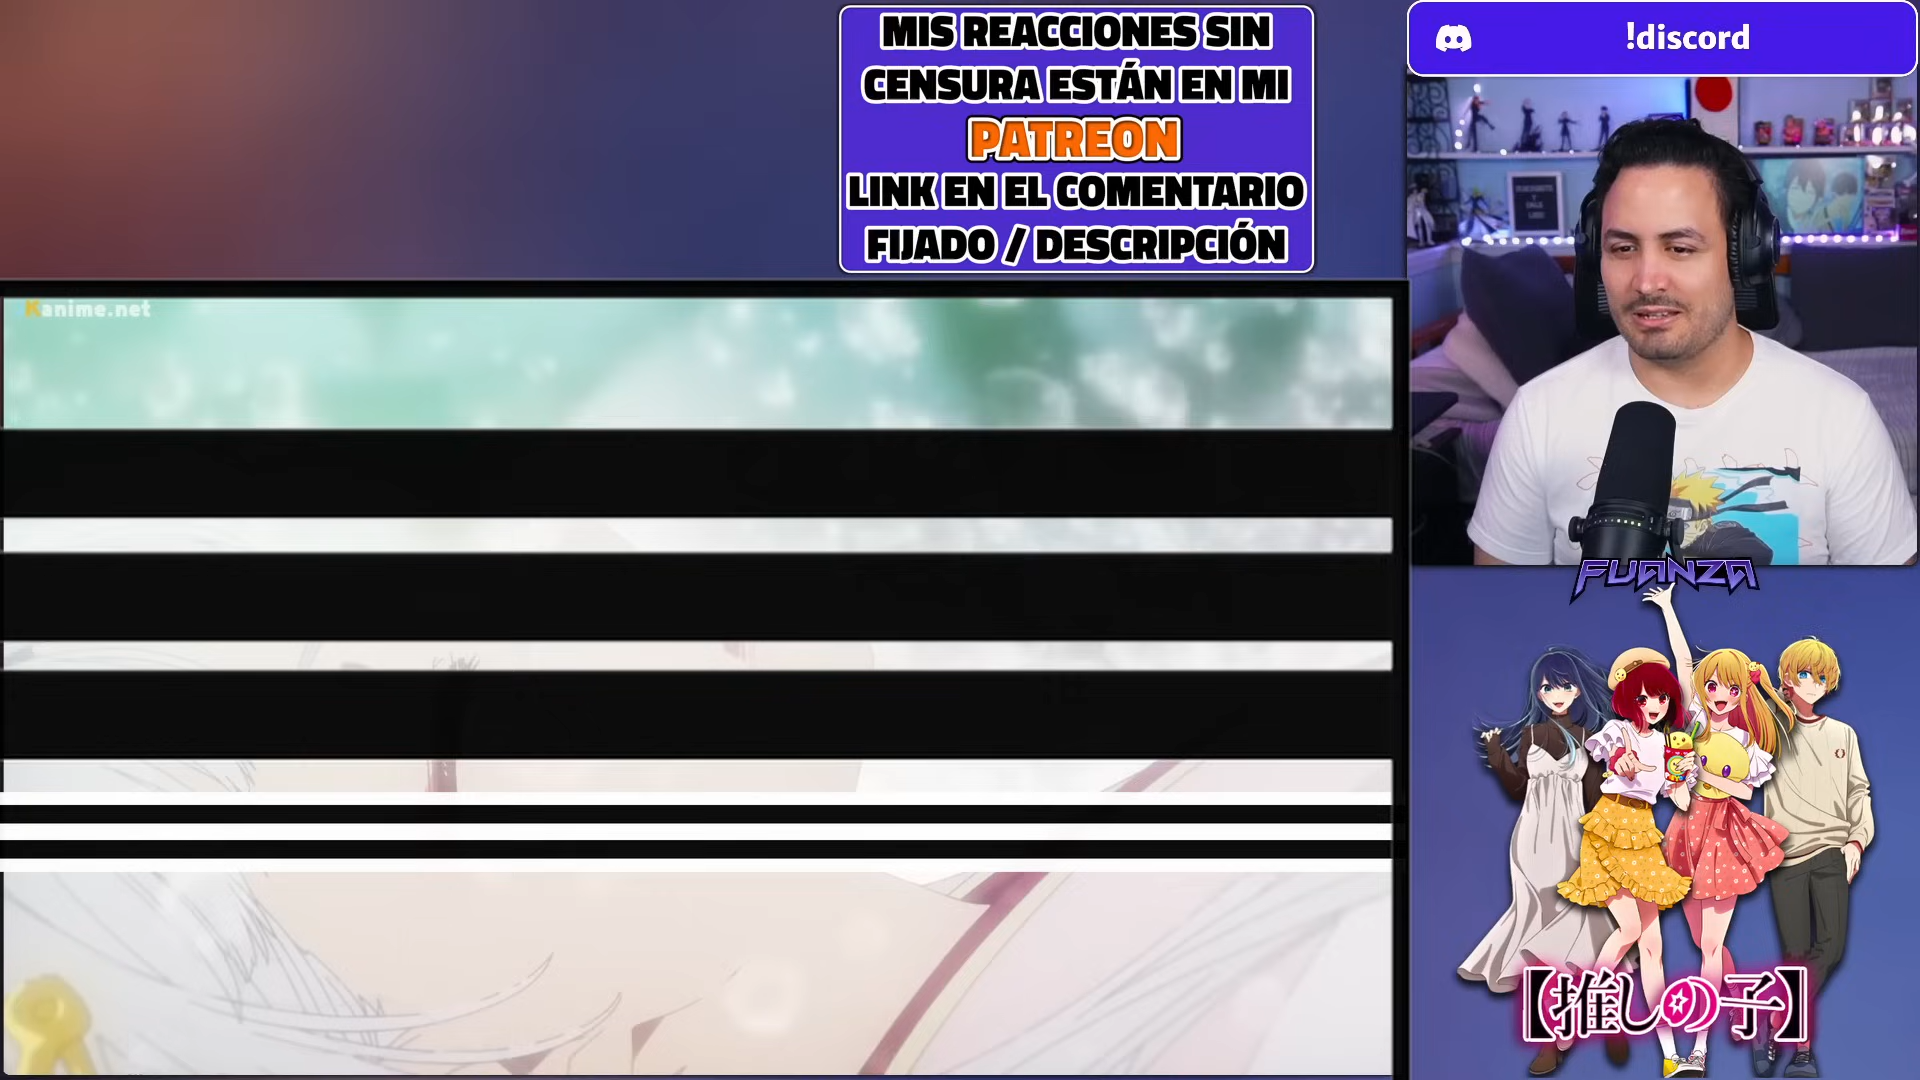 MIS REACCIONES SIN
CENSURA ESTÁN EN MI
PATREON
LINK EN EL COMENTARIO
FIJADO / DESCRIPCIÓN
!discord
Kanime.net
FUANZA
【推しの子】